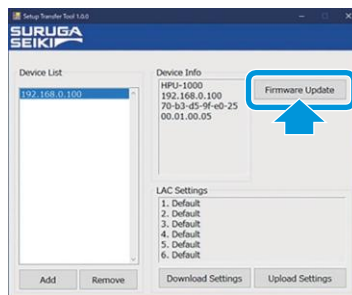 Setup Transfer Tool 1.0.0
SURUGA
SEIKI
Device List
192.168.0.100
Add
Remove
Device Info
HPU-1000
192.168.0.100
70-b3-d5-9f-e0-25
00.01.00.05
Firmware Update
LAC Settings
1. Default
2. Default
3. Default
4. Default
5. Default
6. Default
Download Settings
Upload Settings